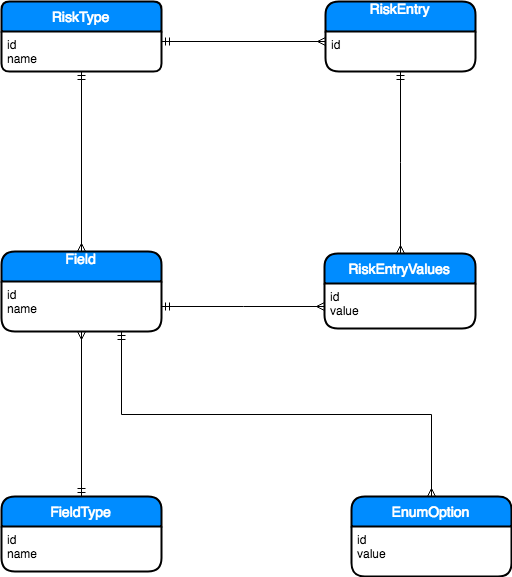 RiskType
id
name
RiskEntry
id
Field
id
name
RiskEntryValues
id
value
FieldType
id
name
EnumOption
id
value